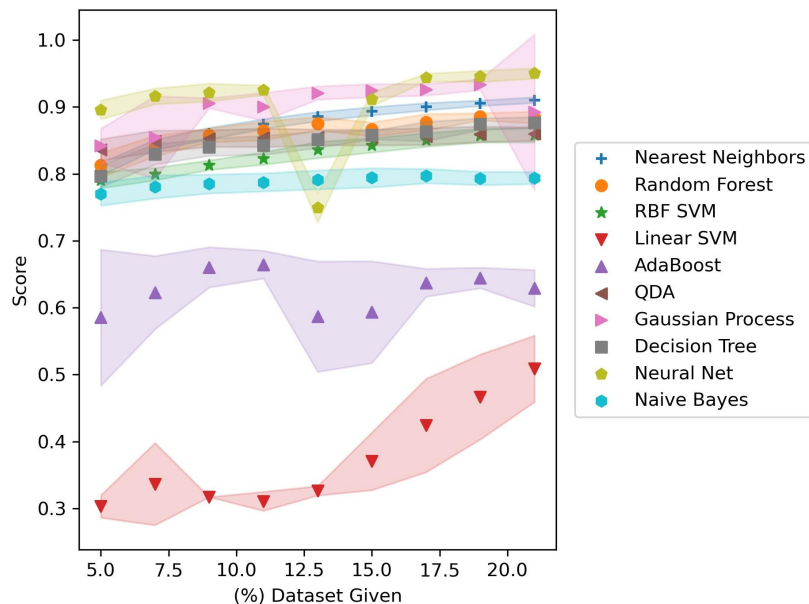 1.0
0.9
0.8
0.7
0.6
0.5
0.4
0.3
Score
5.0 7.5 10.0 12.5 15.0 17.5 20.0
(%) Dataset Given
Nearest Neighbors
Random Forest
RBF SVM
Linear SVM
AdaBoost
QDA
Gaussian Process
Decision Tree
Neural Net
Naive Bayes